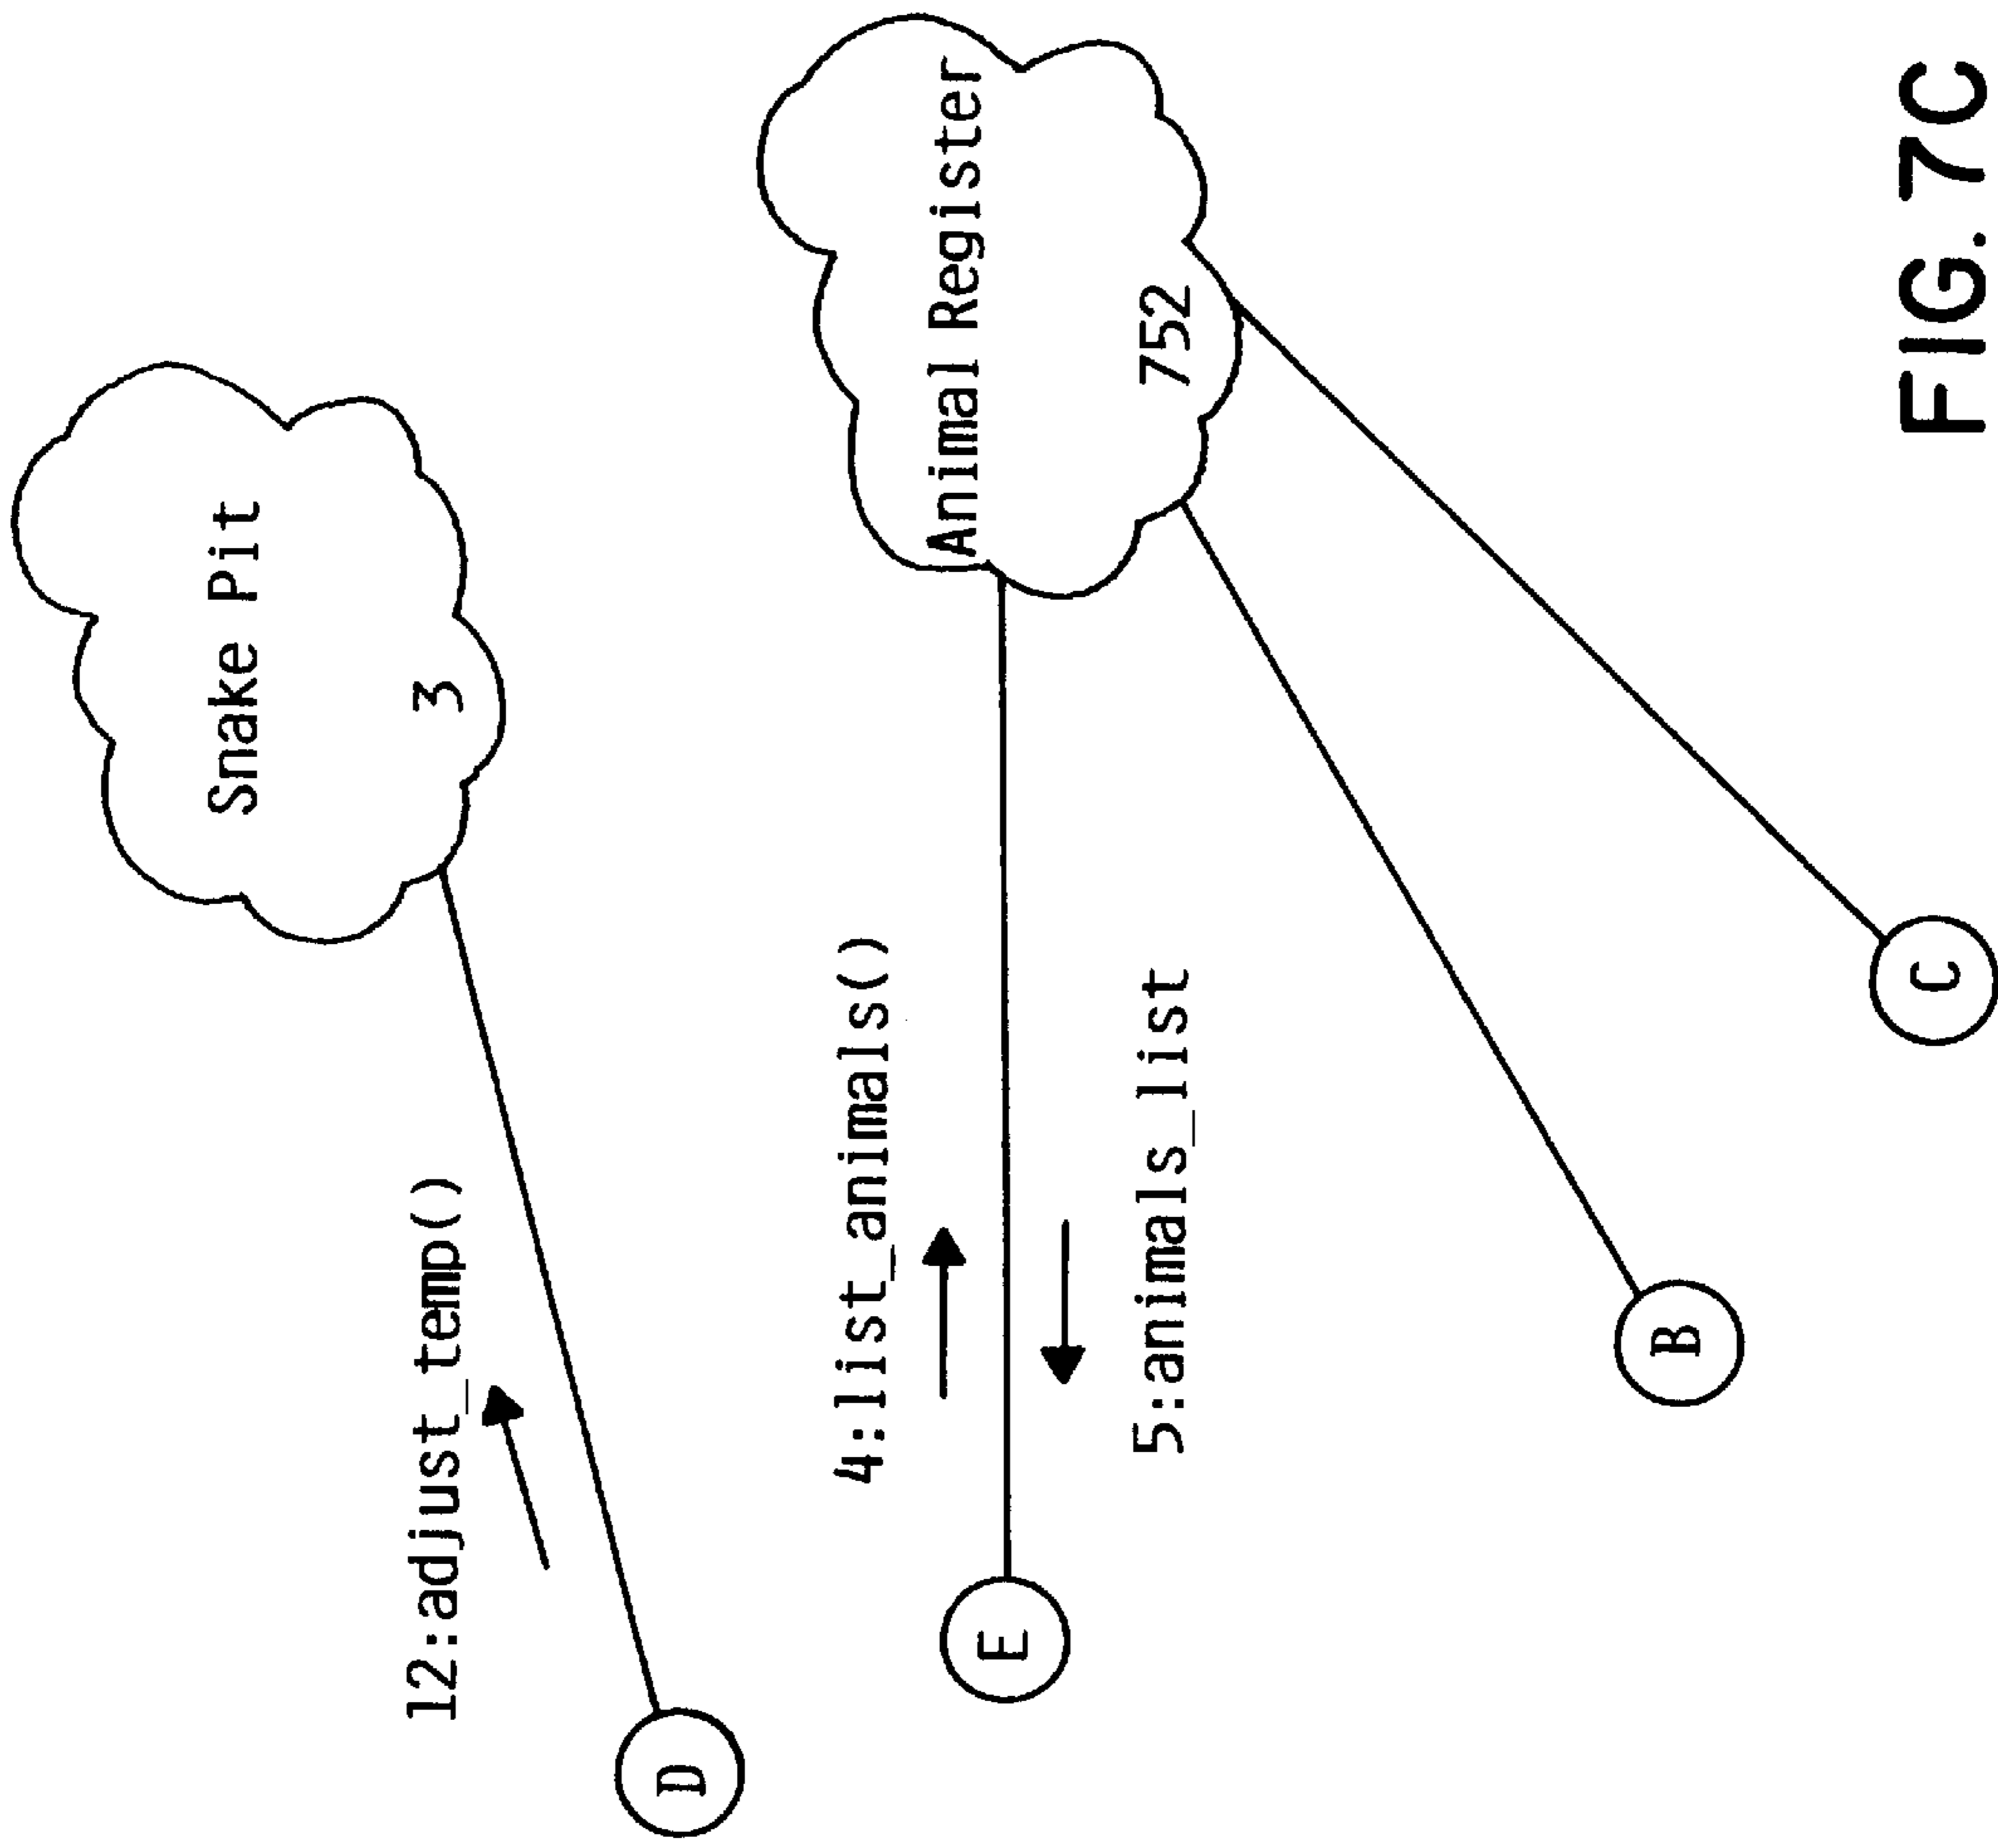 Snake Pit
3
12:adjust_temp()
D
Animal Register
752
4:list_animals()
E
5:animals_list
B
C
FIG. 7C